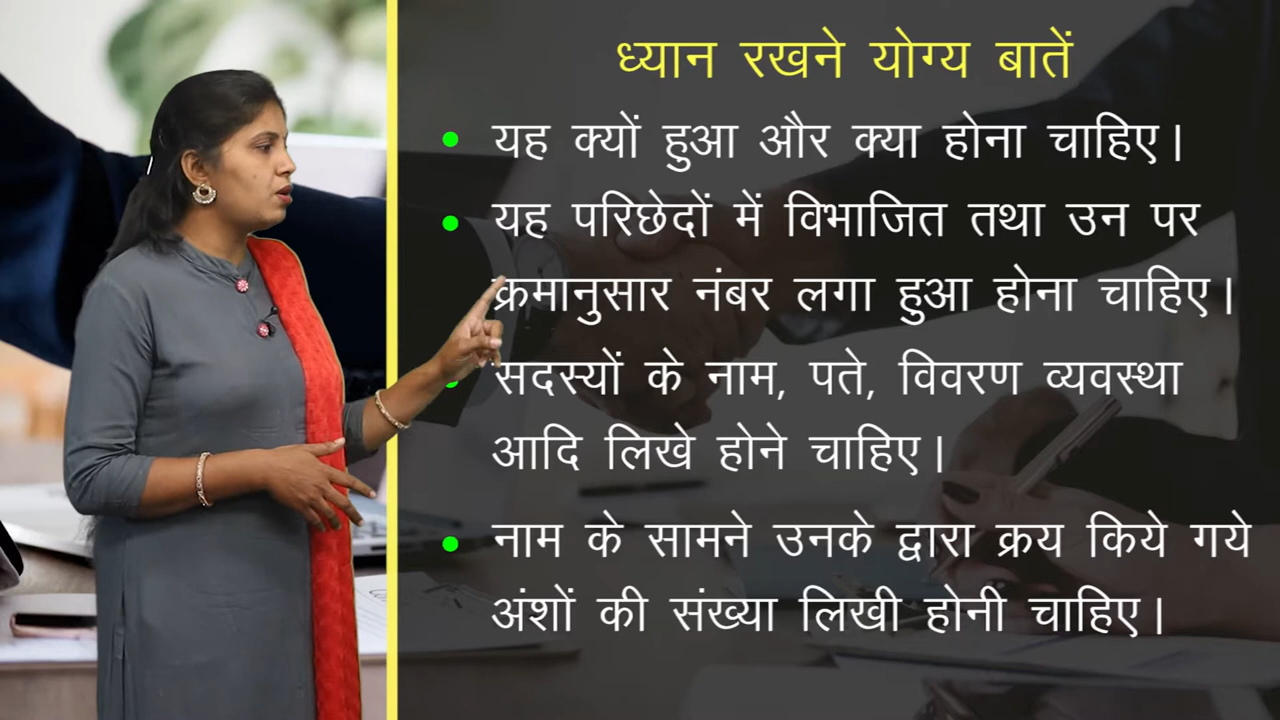 ध्यान रखने योग्य बातें
यह क्यों हुआ और क्या होना चाहिए।
यह परिछेदों में विभाजित तथा उन पर
क्रमानुसार नंबर लगा हुआ होना चाहिए।
सदस्यों के नाम, पते, विवरण व्यवस्था
आदि लिखे होने चाहिए।
नाम के सामने उनके द्वारा क्रय किये गये
अंशों की संख्या लिखी होनी चाहिए।